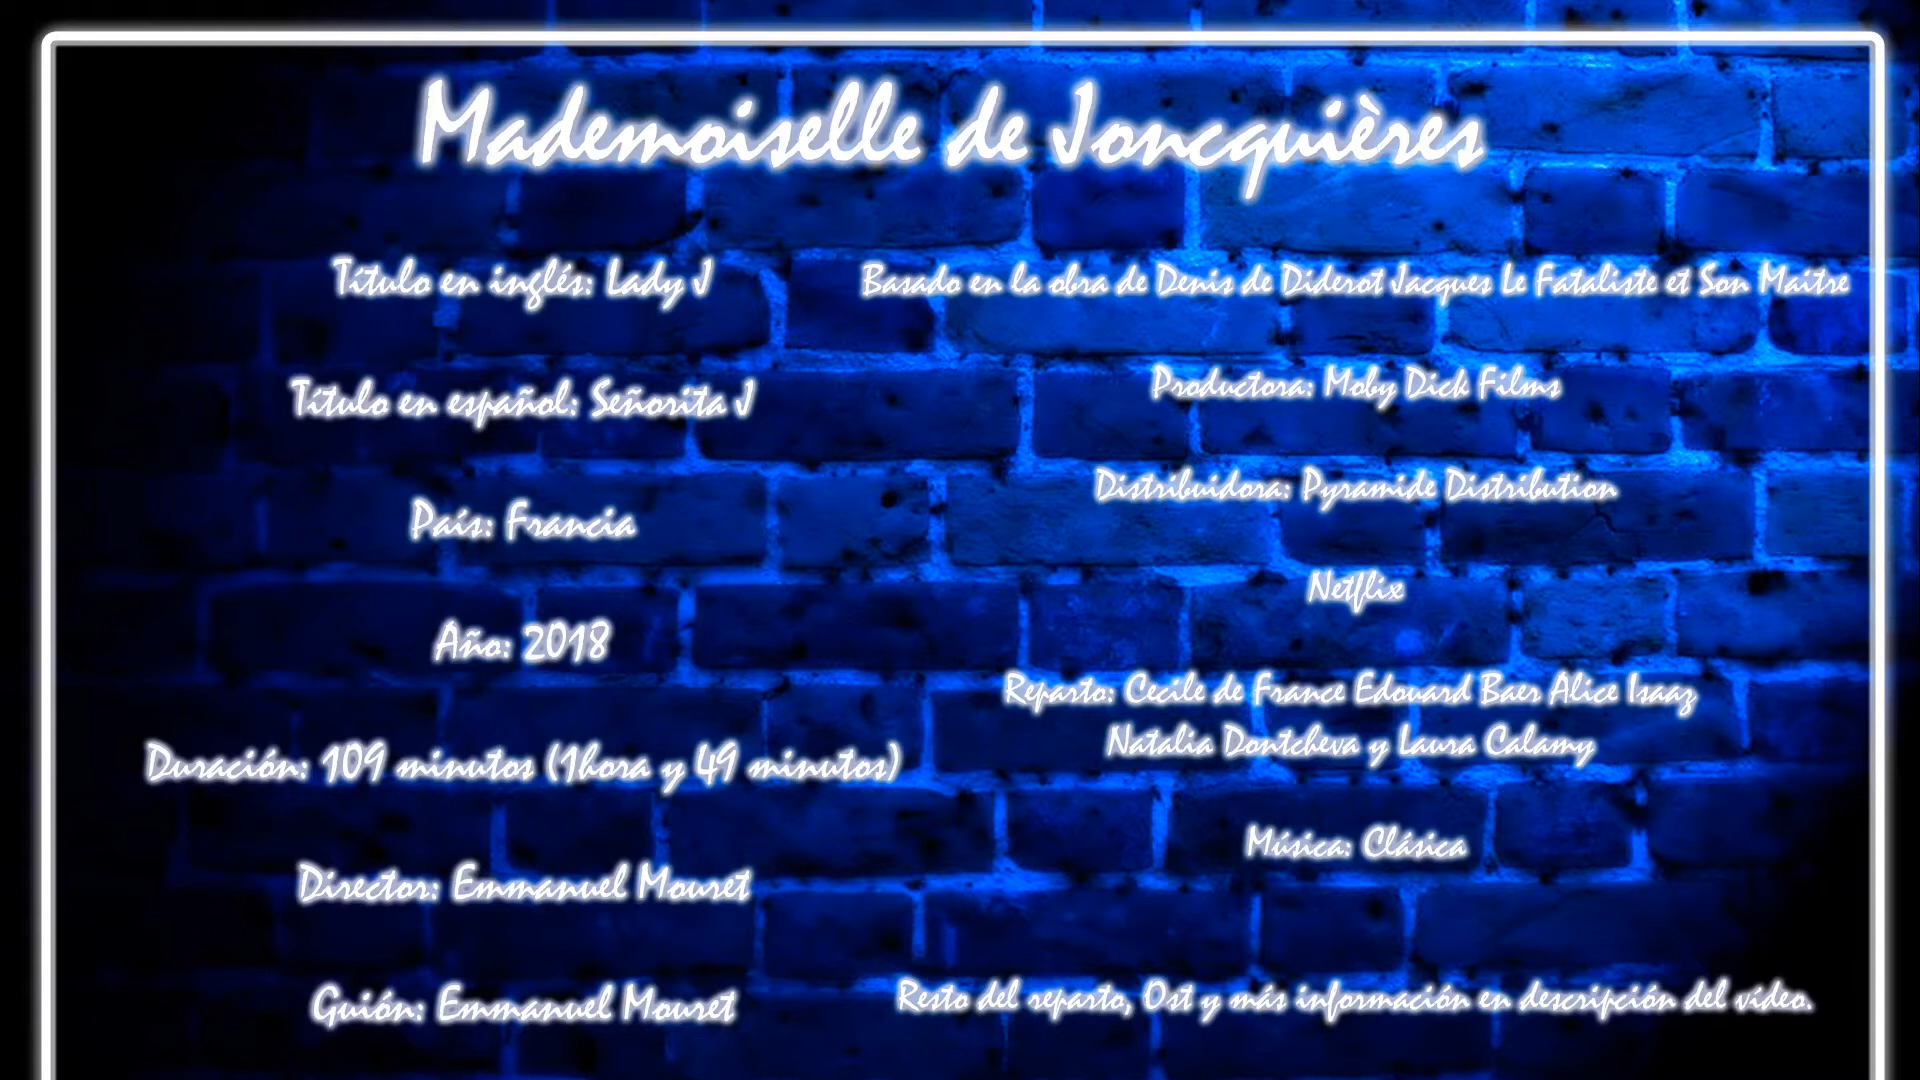 Mademoiselle de Joncquières
Título en inglés: Lady J
Título en español: Señorita J
País: Francia
Año: 2018
Duración: 109 minutos (1hora y 49 minutos)
Director: Emmanuel Mouret
Guión: Emmanuel Mouret
Basado en la obra de Denis de Diderot Jacques Le Fataliste et Son Maitre
Productora: Moby Dick Films
Distribuidora: Pyramide Distribution
Netflix
Reparto: Cecile de France Edouard Baer Alice Isaaz
Natalia Dontcheva y Laura Calamy
Música: Clásica
Resto del reparto, Ost y más información en descripción del vídeo.